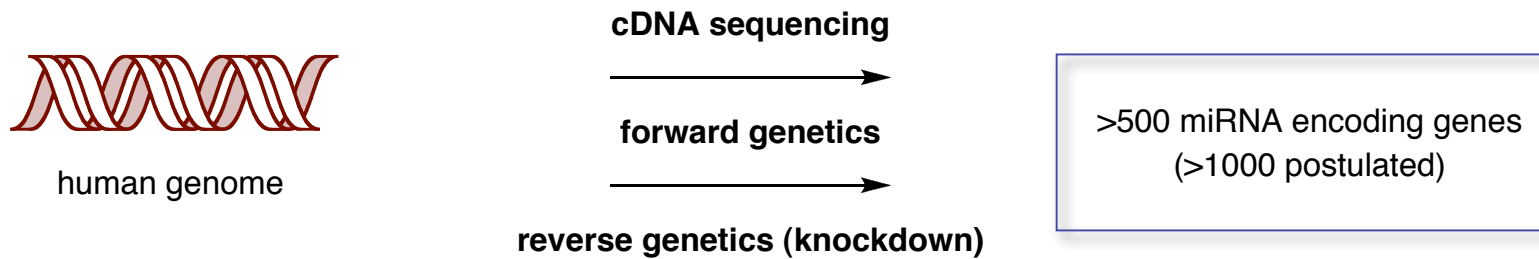 cDNA sequencing
forward genetics
reverse genetics (knockdown)
human genome
>500 miRNA encoding genes
(>1000 postulated)